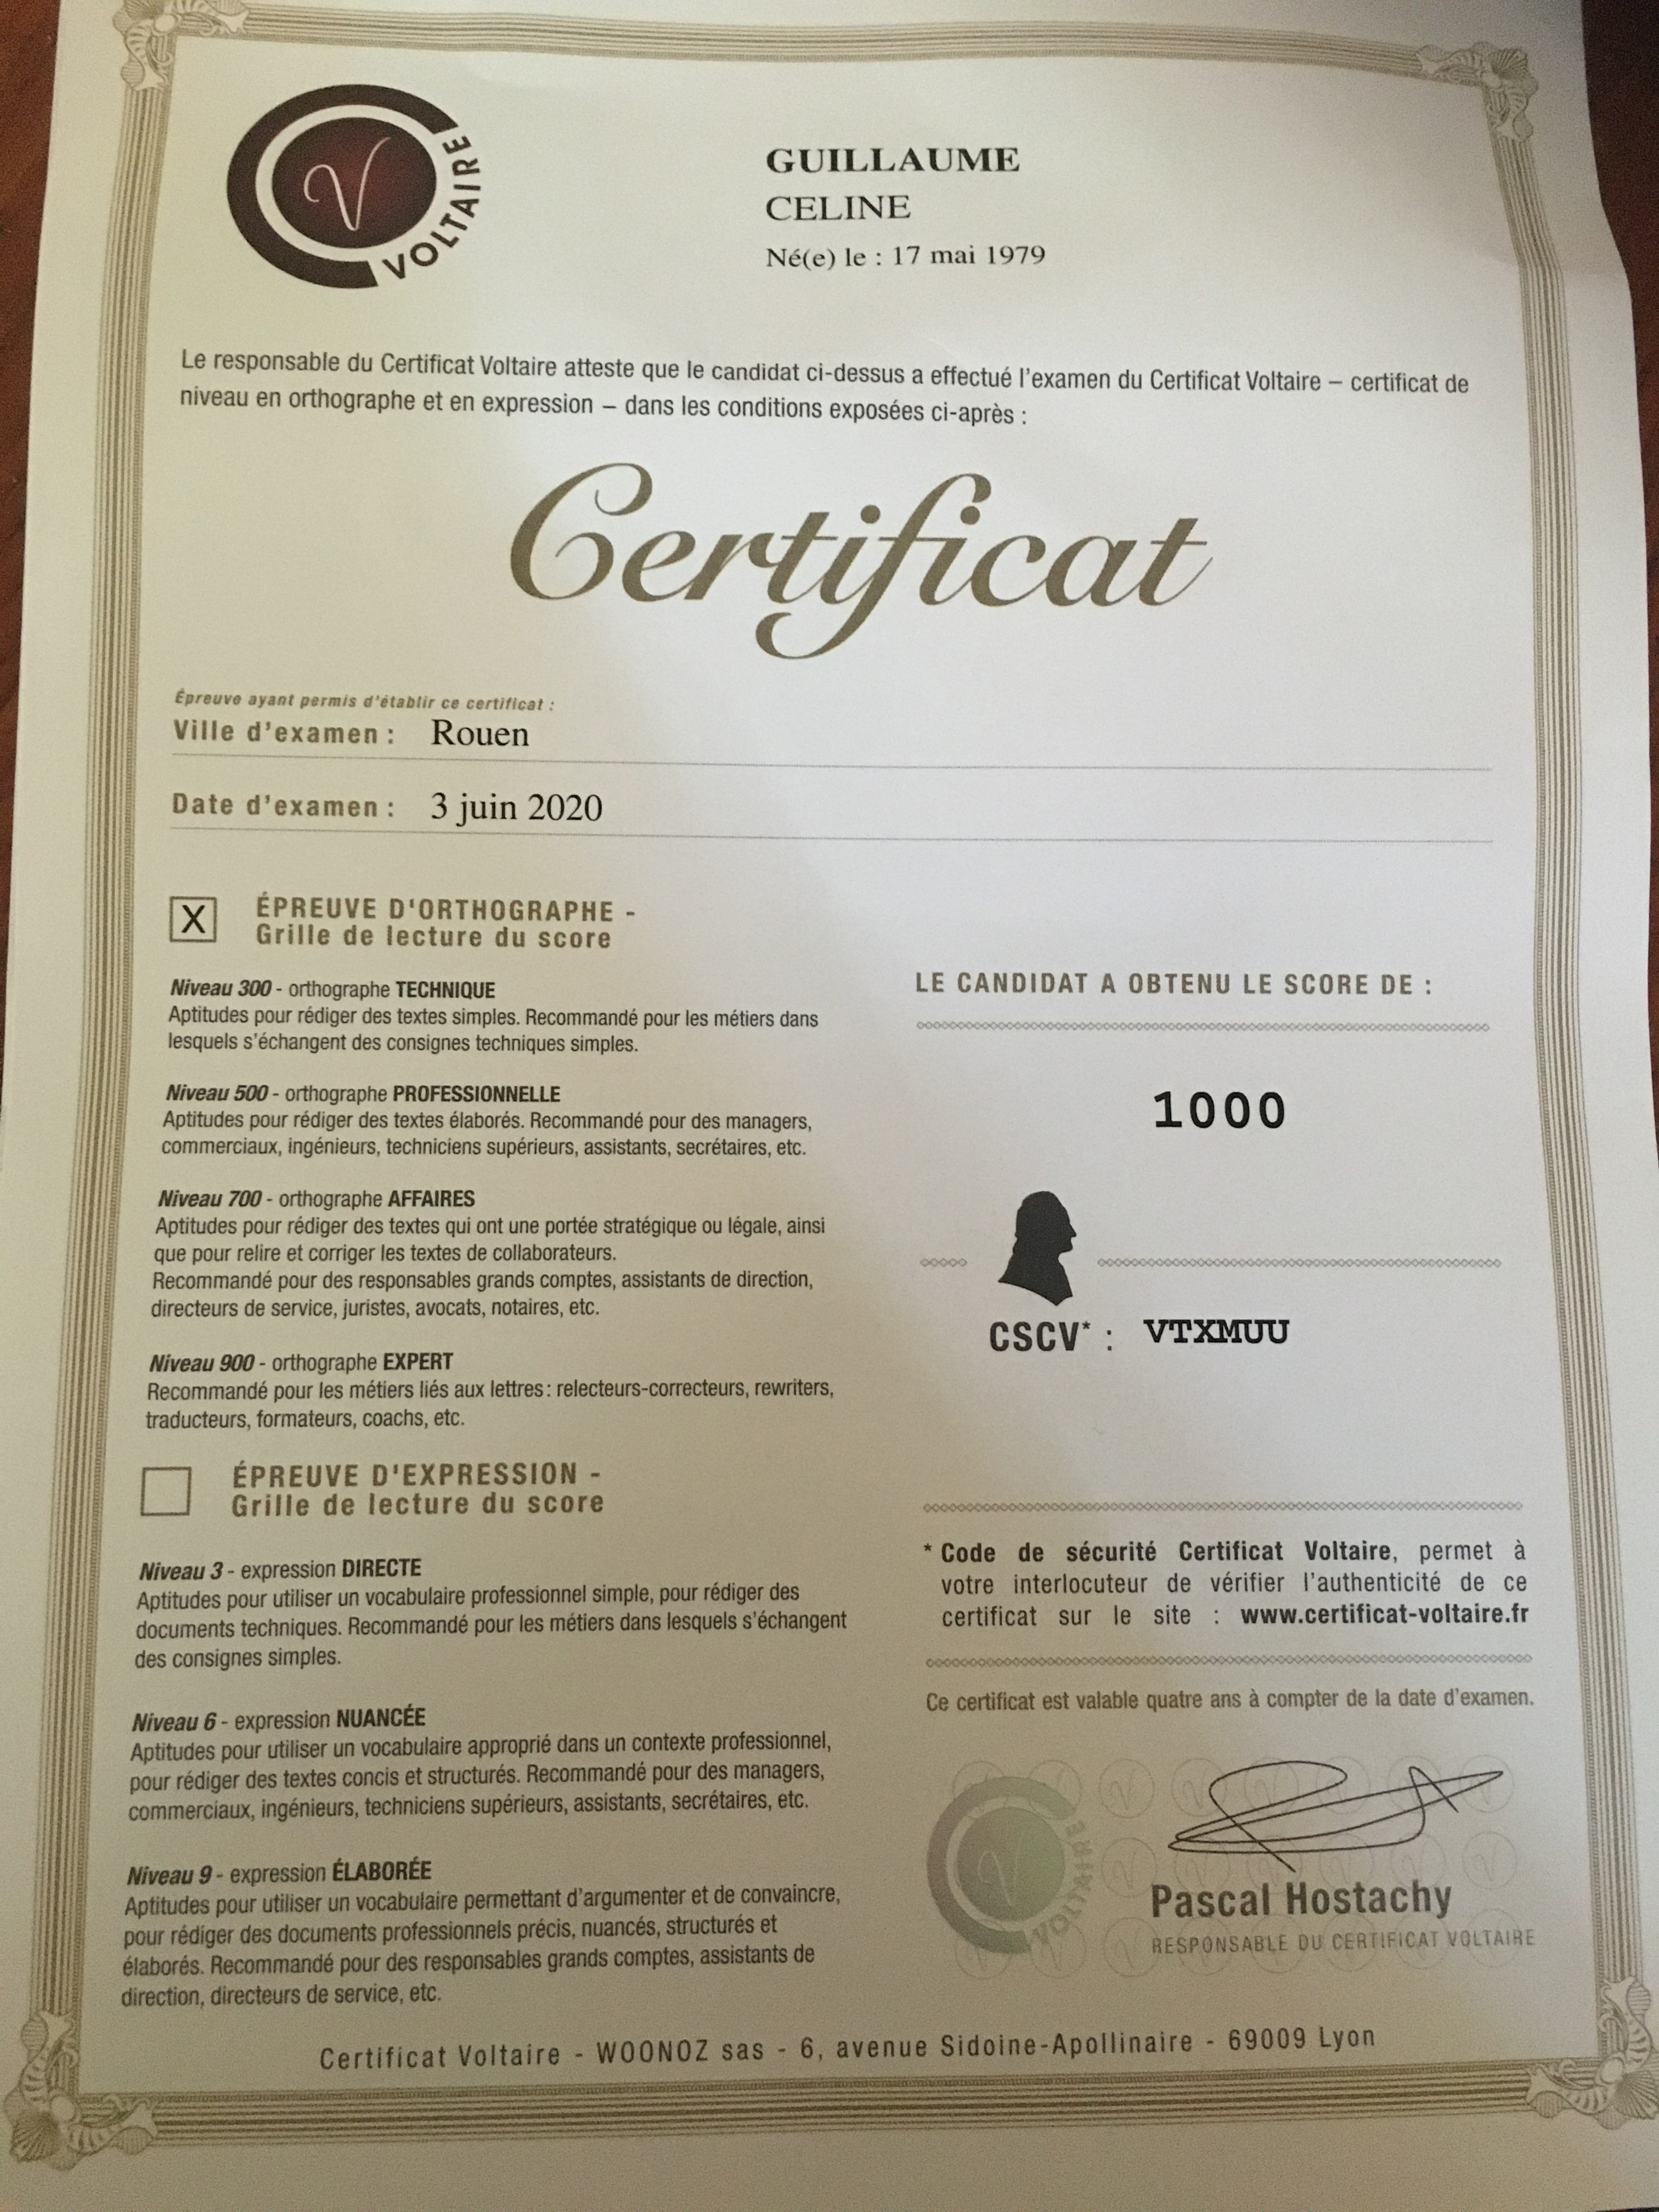 V
VOLTAIRE
GUILLAUME
CELINE
Né(e) le : 17 mai 1979
Le responsable du Certificat Voltaire atteste que le candidat ci-dessus a effectué l'examen du Certificat Voltaire – certificat de
niveau en orthographe et en expression – dans les conditions exposées ci-après :
Certificat
Épreuve ayant permis d'établir ce certificat :
Ville d'examen : Rouen
Date d'examen : 3 juin 2020
X ÉPREUVE D'ORTHOGRAPHE -
Grille de lecture du score
Niveau 300 - orthographe TECHNIQUE
Aptitudes pour rédiger des textes simples. Recommandé pour les métiers dans
lesquels s'échangent des consignes techniques simples.
Niveau 500 - orthographe PROFESSIONNELLE
Aptitudes pour rédiger des textes élaborés. Recommandé pour des managers,
commerciaux, ingénieurs, techniciens supérieurs, assistants, secrétaires, etc.
Niveau 700 - orthographe AFFAIRES
Aptitudes pour rédiger des textes qui ont une portée stratégique ou légale, ainsi
que pour relire et corriger les textes de collaborateurs.
Recommandé pour des responsables grands comptes, assistants de direction,
directeurs de service, juristes, avocats, notaires, etc.
Niveau 900 - orthographe EXPERT
Recommandé pour les métiers liés aux lettres : relecteurs-correcteurs, rewriters,
traducteurs, formateurs, coachs, etc.
ÉPREUVE D'EXPRESSION -
Grille de lecture du score
Niveau 3 - expression DIRECTE
Aptitudes pour utiliser un vocabulaire professionnel simple, pour rédiger des
documents techniques. Recommandé pour les métiers dans lesquels s'échangent
des consignes simples.
Niveau 6 - expression NUANCÉE
Aptitudes pour utiliser un vocabulaire approprié dans un contexte professionnel,
pour rédiger des textes concis et structurés. Recommandé pour des managers,
commerciaux, ingénieurs, techniciens supérieurs, assistants, secrétaires, etc.
Niveau 9 - expression ÉLABORÉE
Aptitudes pour utiliser un vocabulaire permettant d'argumenter et de convaincre,
pour rédiger des documents professionnels précis, nuancés, structurés et
élaborés. Recommandé pour des responsables grands comptes, assistants de
direction, directeurs de service, etc.
LE CANDIDAT A OBTENU LE SCORE DE :
1000
CSCV* : VTXMUU
* Code de sécurité Certificat Voltaire, permet à
votre interlocuteur de vérifier l'authenticité de ce
certificat sur le site : www.certificat-voltaire.fr
Ce certificat est valable quatre ans à compter de la date d'examen.
V
VOLTAIRE
Pascal Hostachy
RESPONSABLE DU CERTIFICAT VOLTAIRE
Certificat Voltaire - WOONOZ sas - 6, avenue Sidoine-Apollinaire - 69009 Lyon